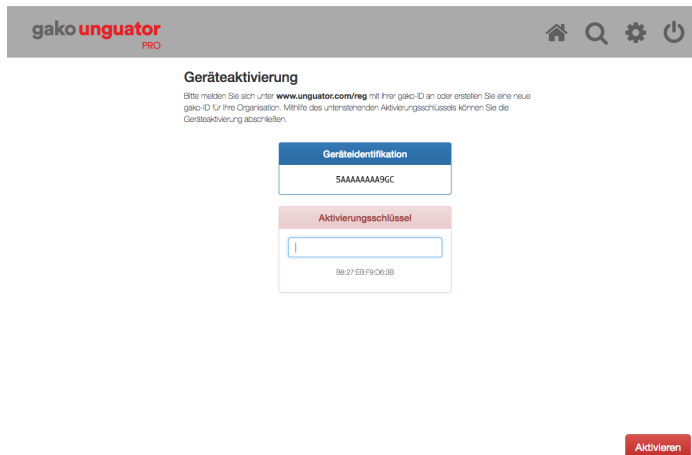 gako unguator
PRO
Geräteaktivierung
Bitte melden Sie sich unter www.unguator.com/reg mit Ihrer gako-ID an oder erstellen Sie eine neue
gako-ID für Ihre Organisation. Mithilfe des untenstehenden Aktivierungsschlüssels können Sie die
Geräteaktivierung abschließen.
Geräteidentifikation
5AAAAAAAA9GC
Aktivierungsschlüssel
B8:27:EB:F9:D6:3B
Aktivieren